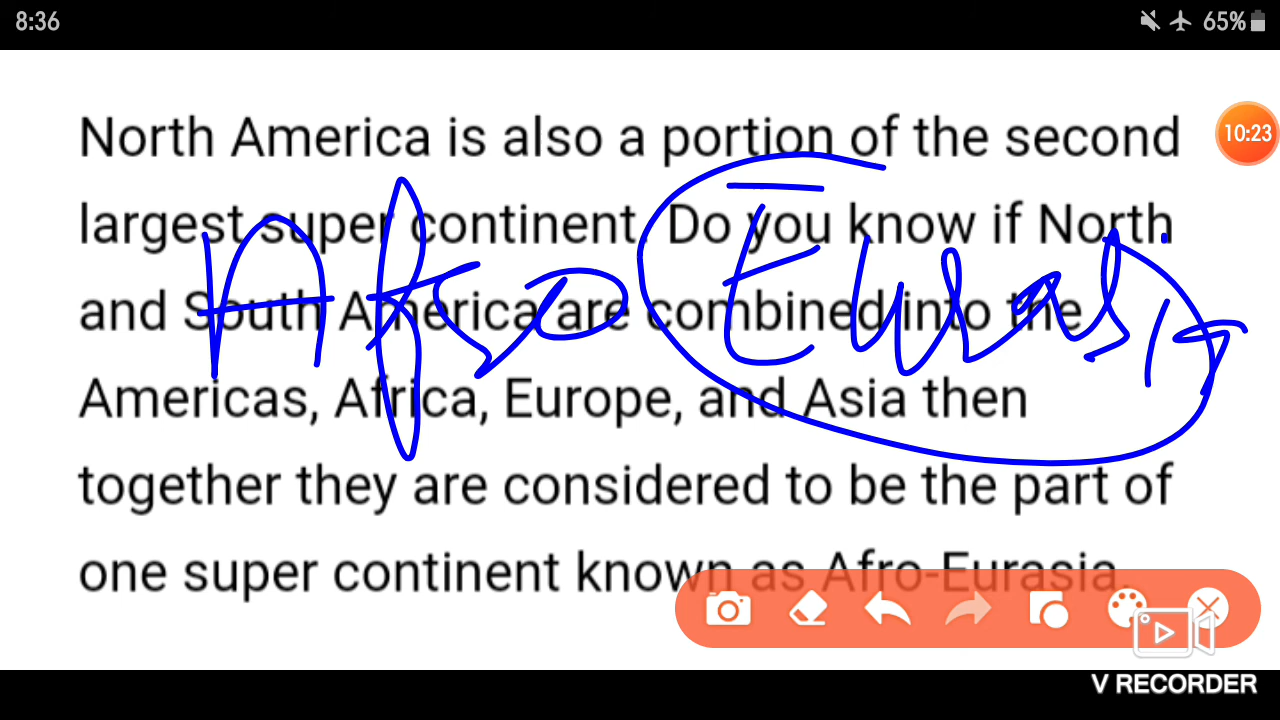 8:36
65%
North America is also a portion of the second
10:23
largest super continent. Do you know if North
and South America are combined into the
Afro Eurasia
Americas, Africa, Europe, and Asia then
together they are considered to be the part of
one super continent known as Afro-Eurasia.
V RECORDER